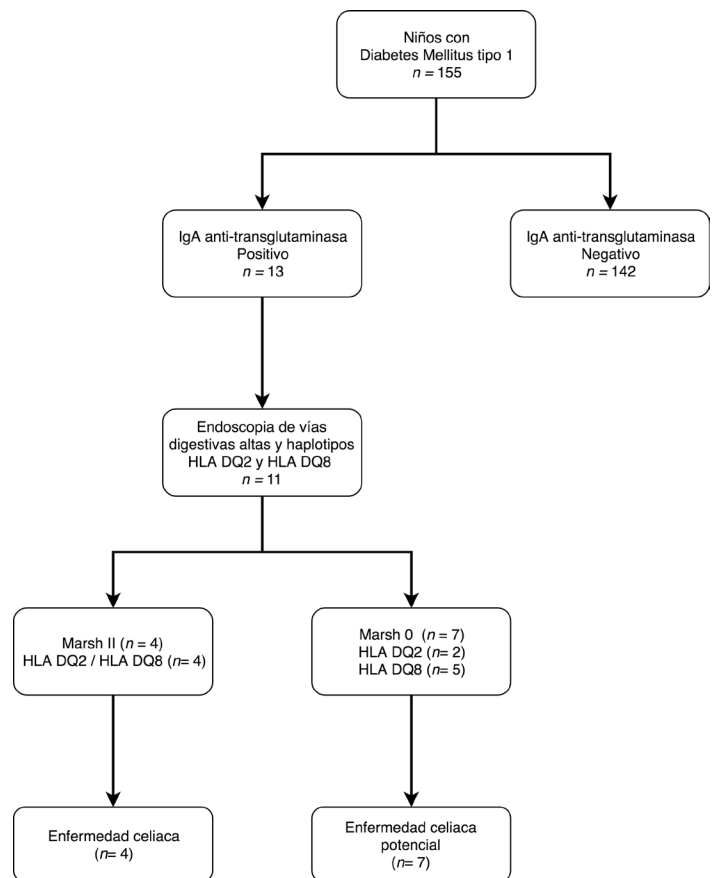 Niños con
Diabetes Mellitus tipo 1
n = 155
IgA anti-transglutaminasa
Positivo
n = 13
IgA anti-transglutaminasa
Negativo
n = 142
Endoscopia de vías
digestivas altas y haplotipos
HLA DQ2 y HLA DQ8
n = 11
Marsh II (n = 4)
HLA DQ2 / HLA DQ8 (n= 4)
Marsh 0 (n = 7)
HLA DQ2 (n= 2)
HLA DQ8 (n= 5)
Enfermedad celiaca
(n= 4)
Enfermedad celiaca
potencial
(n= 7)